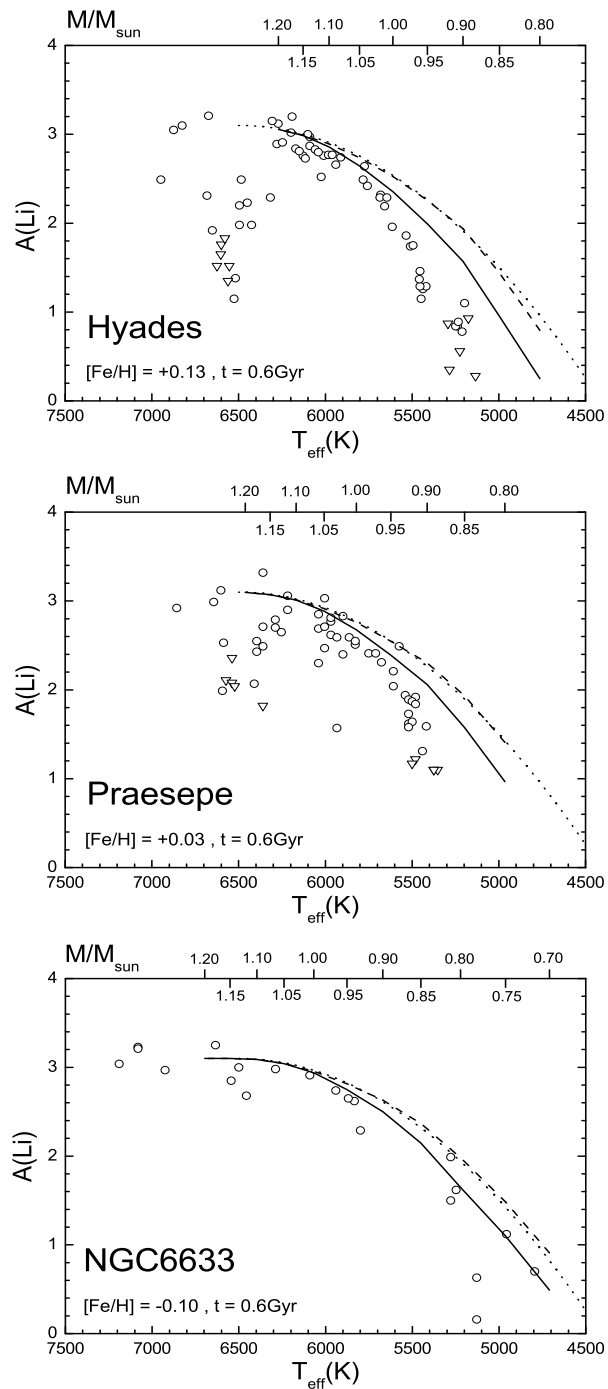 M/Msun
1.20 1.10 1.00 0.90 0.80
1.15 1.05 0.95 0.85
4
3
2
1
0
A(Li)
Hyades
[Fe/H] = +0.13 , t = 0.6Gyr
7500 7000 6500 6000 5500 5000 4500
Teff(K)
M/Msun
1.20 1.10 1.00 0.90 0.80
1.15 1.05 0.95 0.85
4
3
2
1
0
A(Li)
Praesepe
[Fe/H] = +0.03 , t = 0.6Gyr
7500 7000 6500 6000 5500 5000 4500
Teff(K)
M/Msun
1.20 1.10 1.00 0.90 0.80 0.70
1.15 1.05 0.95 0.85 0.75
4
3
2
1
0
A(Li)
NGC6633
[Fe/H] = -0.10 , t = 0.6Gyr
7500 7000 6500 6000 5500 5000 4500
Teff(K)